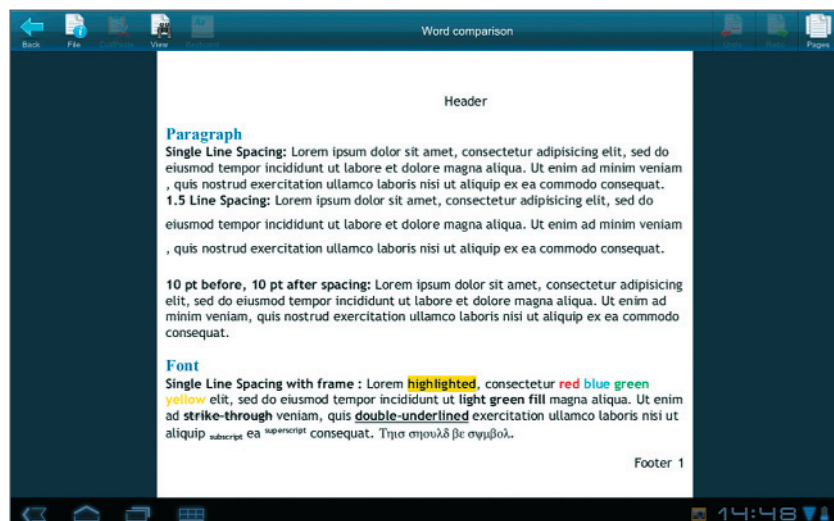 Word comparison
Back File Cut/Paste View Keyboard Undo Redo Pages
Header
Paragraph
Single Line Spacing: Lorem ipsum dolor sit amet, consectetur adipisicing elit, sed do
eiusmod tempor incididunt ut labore et dolore magna aliqua. Ut enim ad minim veniam
, quis nostrud exercitation ullamco laboris nisi ut aliquip ex ea commodo consequat.
1.5 Line Spacing: Lorem ipsum dolor sit amet, consectetur adipisicing elit, sed do
eiusmod tempor incididunt ut labore et dolore magna aliqua. Ut enim ad minim veniam
, quis nostrud exercitation ullamco laboris nisi ut aliquip ex ea commodo consequat.
10 pt before, 10 pt after spacing: Lorem ipsum dolor sit amet, consectetur adipisicing
elit, sed do eiusmod tempor incididunt ut labore et dolore magna aliqua. Ut enim ad
minim veniam, quis nostrud exercitation ullamco laboris nisi ut aliquip ex ea commodo
consequat.
Font
Single Line Spacing with frame : Lorem highlighted, consectetur red blue green
yellow elit, sed do eiusmod tempor incididunt ut light green fill magna aliqua. Ut enim
ad strike-through veniam, quis double-underlined exercitation ullamco laboris nisi ut
aliquip subscript ea superscript consequat. Τηισ σηουλδ βε σψμβολ.
Footer 1
14:48